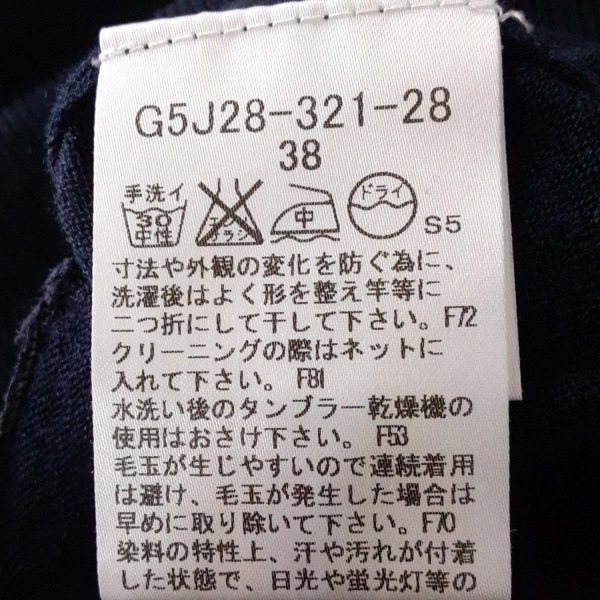 G5J28-321-28
38
手洗イ 30 中性 エンソ サラシ 中 ドライ S5
寸法や外観の変化を防ぐ為に、
洗濯後はよく形を整え竿等に
二つ折にして干して下さい。F72
クリーニングの際はネットに
入れて下さい。F81
水洗い後のタンブラー乾燥機の
使用はおさけ下さい。F53
毛玉が生じやすいので連続着用
は避け、毛玉が発生した場合は
早めに取り除いて下さい。F70
染料の特性上、汗や汚れが付着
した状態で、日光や蛍光灯等の